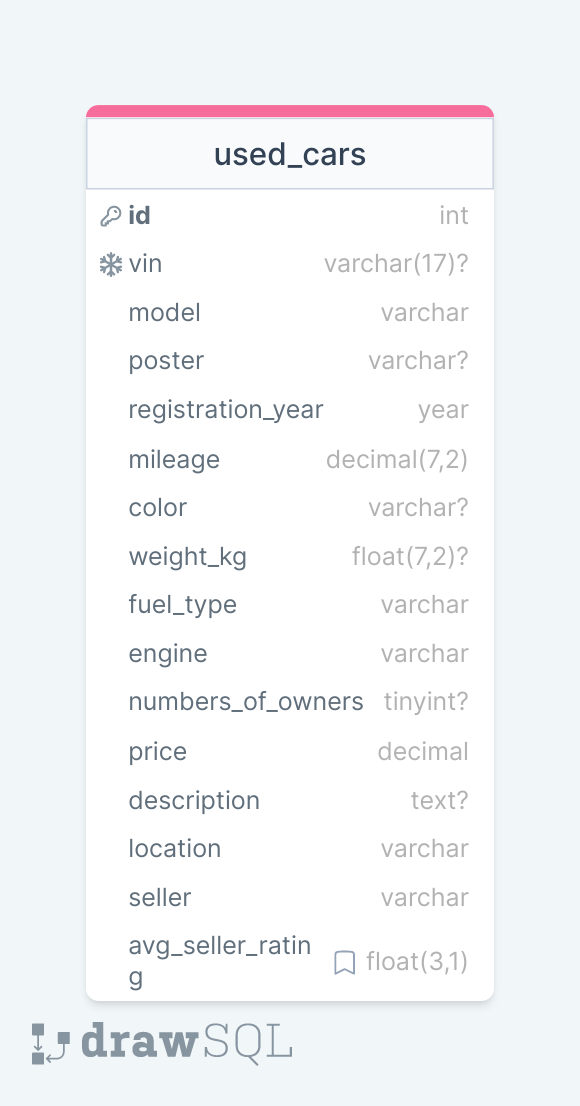 used_cars
id int
vin varchar(17)?
model varchar
poster varchar?
registration_year year
mileage decimal(7,2)
color varchar?
weight_kg float(7,2)?
fuel_type varchar
engine varchar
numbers_of_owners tinyint?
price decimal
description text?
location varchar
seller varchar
avg_seller_ratin
g float(3,1)
drawSQL